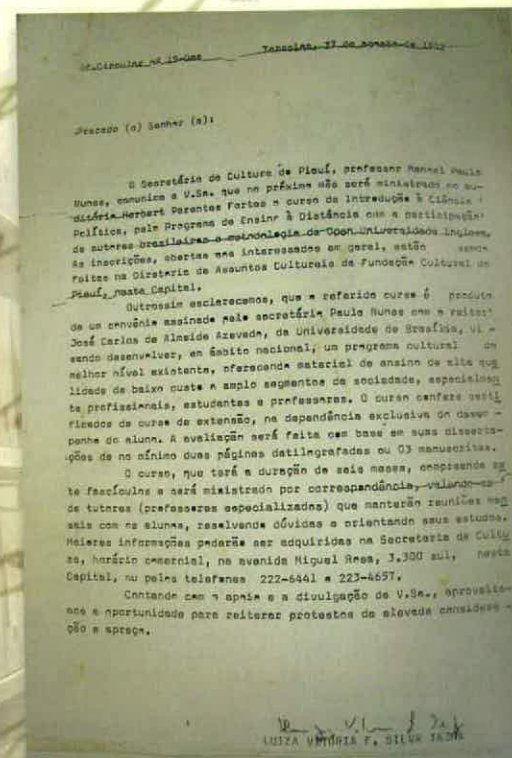 Of.Circular nº 19-Gas Teresina, 27 de agosto de
Prezado (a) Senhor (a):
O Secretário de Cultura do Piauí, professor Manoel Paulo
Nunes, comunica a V.Sa. que no próximo mês será ministrado no au-
ditório Herbert Parentes Fortes o curso de Introdução à Ciência
Política, pelo Programa de Ensino à Distância com a participação
de autores brasileiros e metodologia da Open Universidade Inglesa.
As inscrições, abertas aos interessados em geral, estão sendo
feitas na Diretoria de Assuntos Culturais da Fundação Cultural do
Piauí, nesta Capital.
Outrossim esclarecemos, que o referido curso é produto
de um convênio assinado pelo secretário Paulo Nunes com o reitor
José Carlos de Almeida Azevedo, da Universidade de Brasília, vi -
sando desenvolver, em âmbito nacional, um programa cultural do
melhor nível existente, oferecendo material de ensino de alta qua
lidade de baixo custo a amplo segmentos da sociedade, especialmen
te profissionais, estudantes e professores. O curso confere certi
ficados de curso de extensão, na dependência exclusiva do desem -
penho do aluno. A avaliação será feita com base em suas disserta-
ções de no mínimo duas páginas datilografadas ou 03 manuscritas.
O curso, que terá a duração de seis meses, compreende se
te fascículos e será ministrado por correspondência, valendo-se
de tutores (professores especializados) que manterão reuniões men
sais com os alunos, resolvendo dúvidas e orientando seus estudos.
Maiores informações poderão ser adquiridas na Secretaria de Cultu
ra, horário comercial, na avenida Miguel Rosa, 3.300 sul, nesta
Capital, ou pelos telefones 222-6441 e 223-4657.
Contando com o apoio e a divulgação de V.Sa., aproveita-
mos a oportunidade para reiterar protestos de elevada considera -
ção e apreço.
LUIZA VITÓRIA F. SILVA